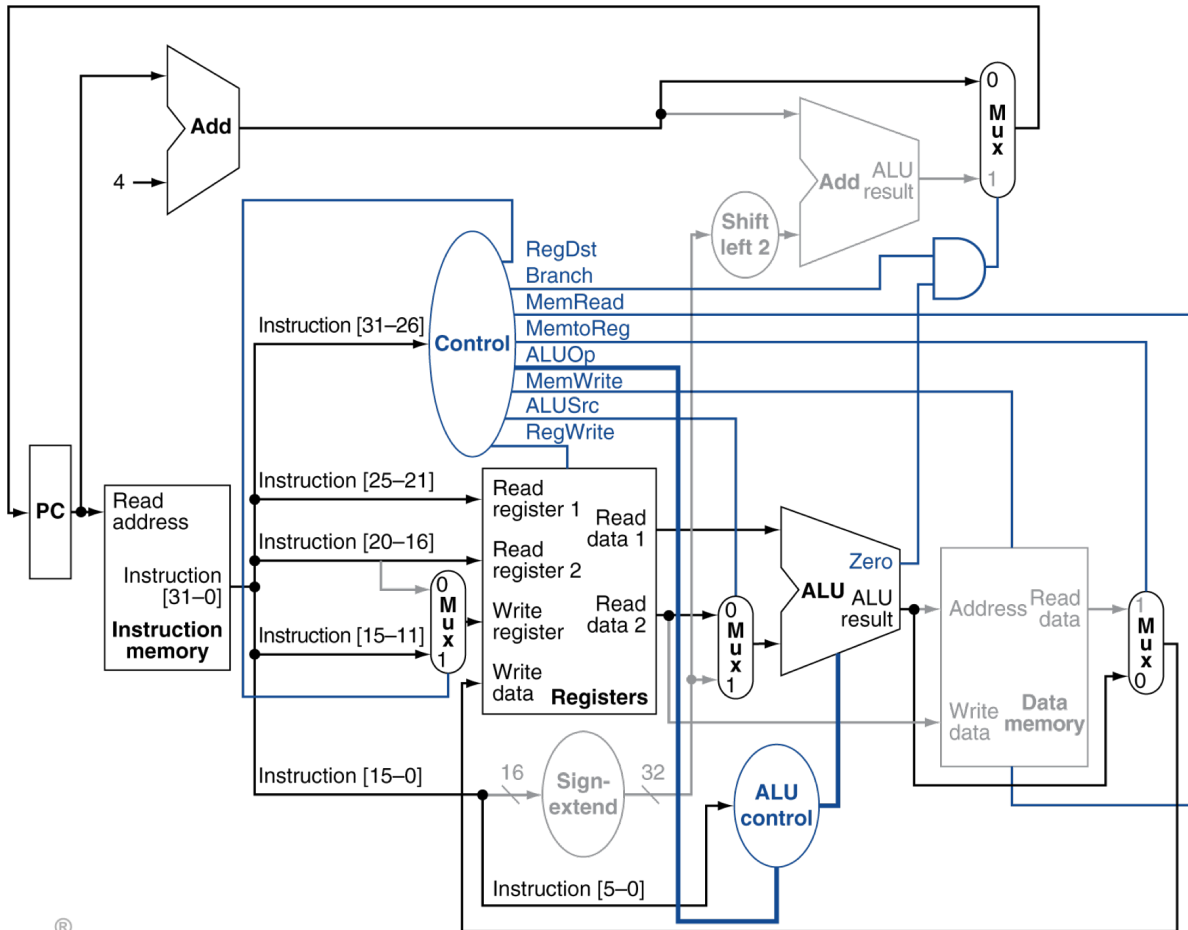 0
M
u
x
1
Add
4
Add
ALU
result
Shift
left 2
RegDst
Branch
MemRead
MemtoReg
ALUOp
MemWrite
ALUSrc
RegWrite
Instruction [31–26]
Control
PC
Read
address
Instruction
[31–0]
Instruction
memory
Instruction [25–21]
Instruction [20–16]
Instruction [15–11]
0
M
u
x
1
Read
register 1
Read
register 2
Write
register
Write
data
Read
data 1
Read
data 2
Registers
0
M
u
x
1
Zero
ALU
ALU
result
Address
Read
data
Write
data
Data
memory
1
M
u
x
0
Instruction [15–0]
16
Sign-
extend
32
ALU
control
Instruction [5–0]
®